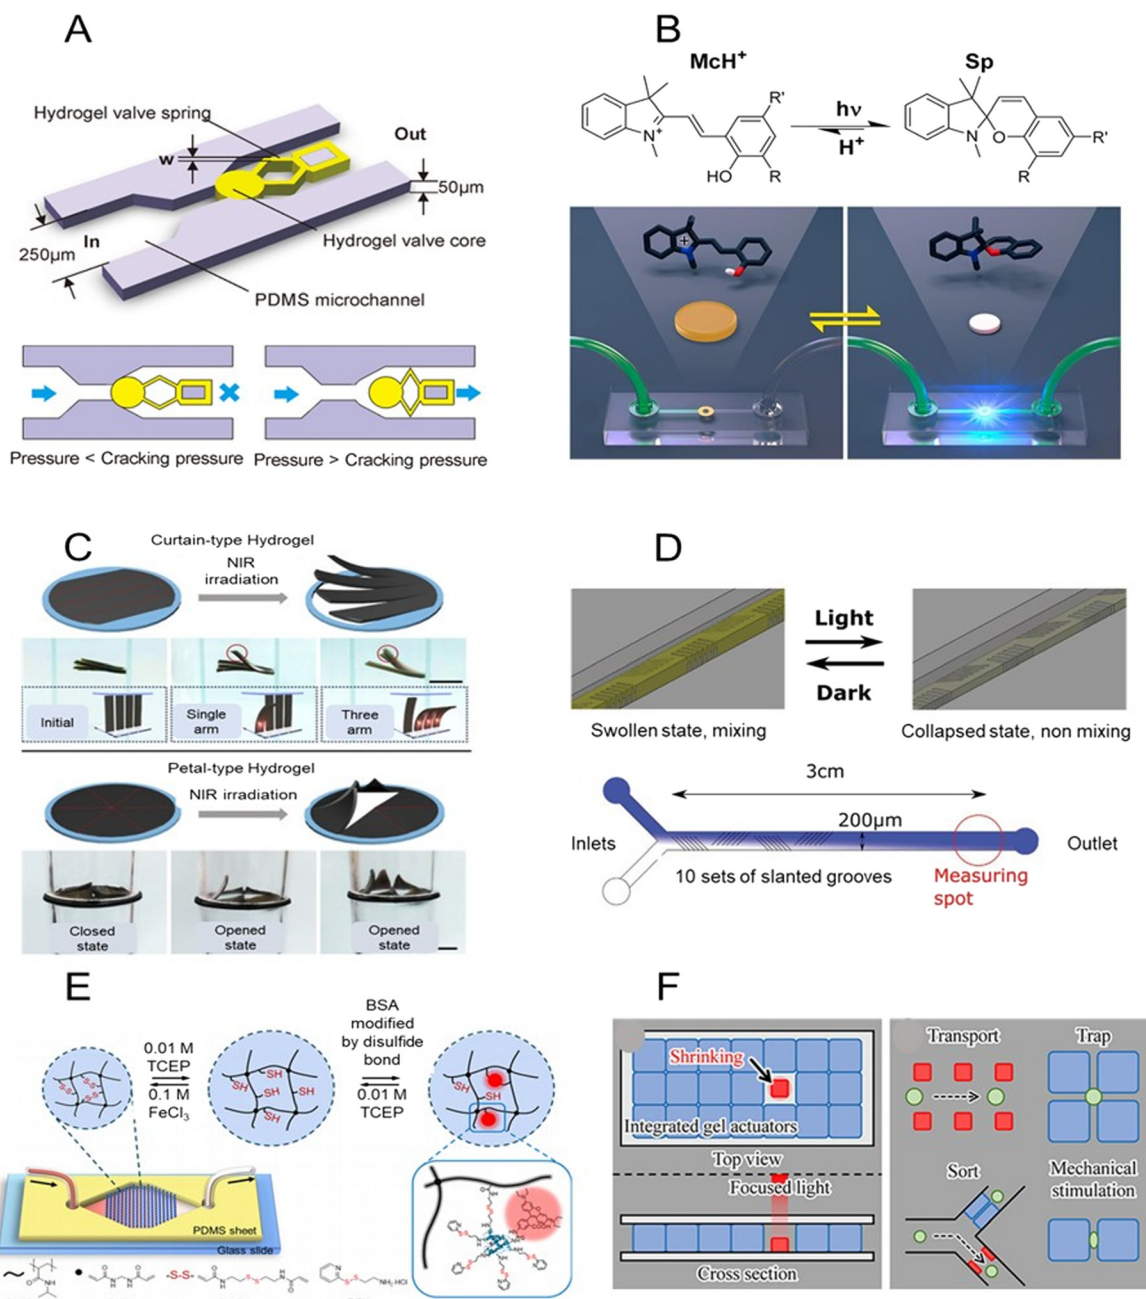 A
Hydrogel valve spring
Out
w
50µm
In
250µm
Hydrogel valve core
PDMS microchannel
Pressure < Cracking pressure
Pressure > Cracking pressure
B
McH+
Sp
R'
hν
H+
N+
HO
R
N
O
R'
R
+
C
Curtain-type Hydrogel
NIR
irradiation
Initial
Single
arm
Three
arm
Petal-type Hydrogel
NIR irradiation
Closed
state
Opened
state
Opened
state
D
Light
Dark
Swollen state, mixing
Collapsed state, non mixing
3cm
200µm
Inlets
Outlet
10 sets of slanted grooves
Measuring
spot
E
0.01 M
TCEP
0.1 M
FeCl3
BSA
modified
by disulfide
bond
0.01 M
TCEP
S-S
SH
SH
SH
SH
SH
SH
SH
PDMS sheet
Glass slide
-S-S-
NH2·HCl
F
Shrinking
Integrated gel actuators
Top view
Focused light
Cross section
Transport
Trap
Sort
Mechanical
stimulation